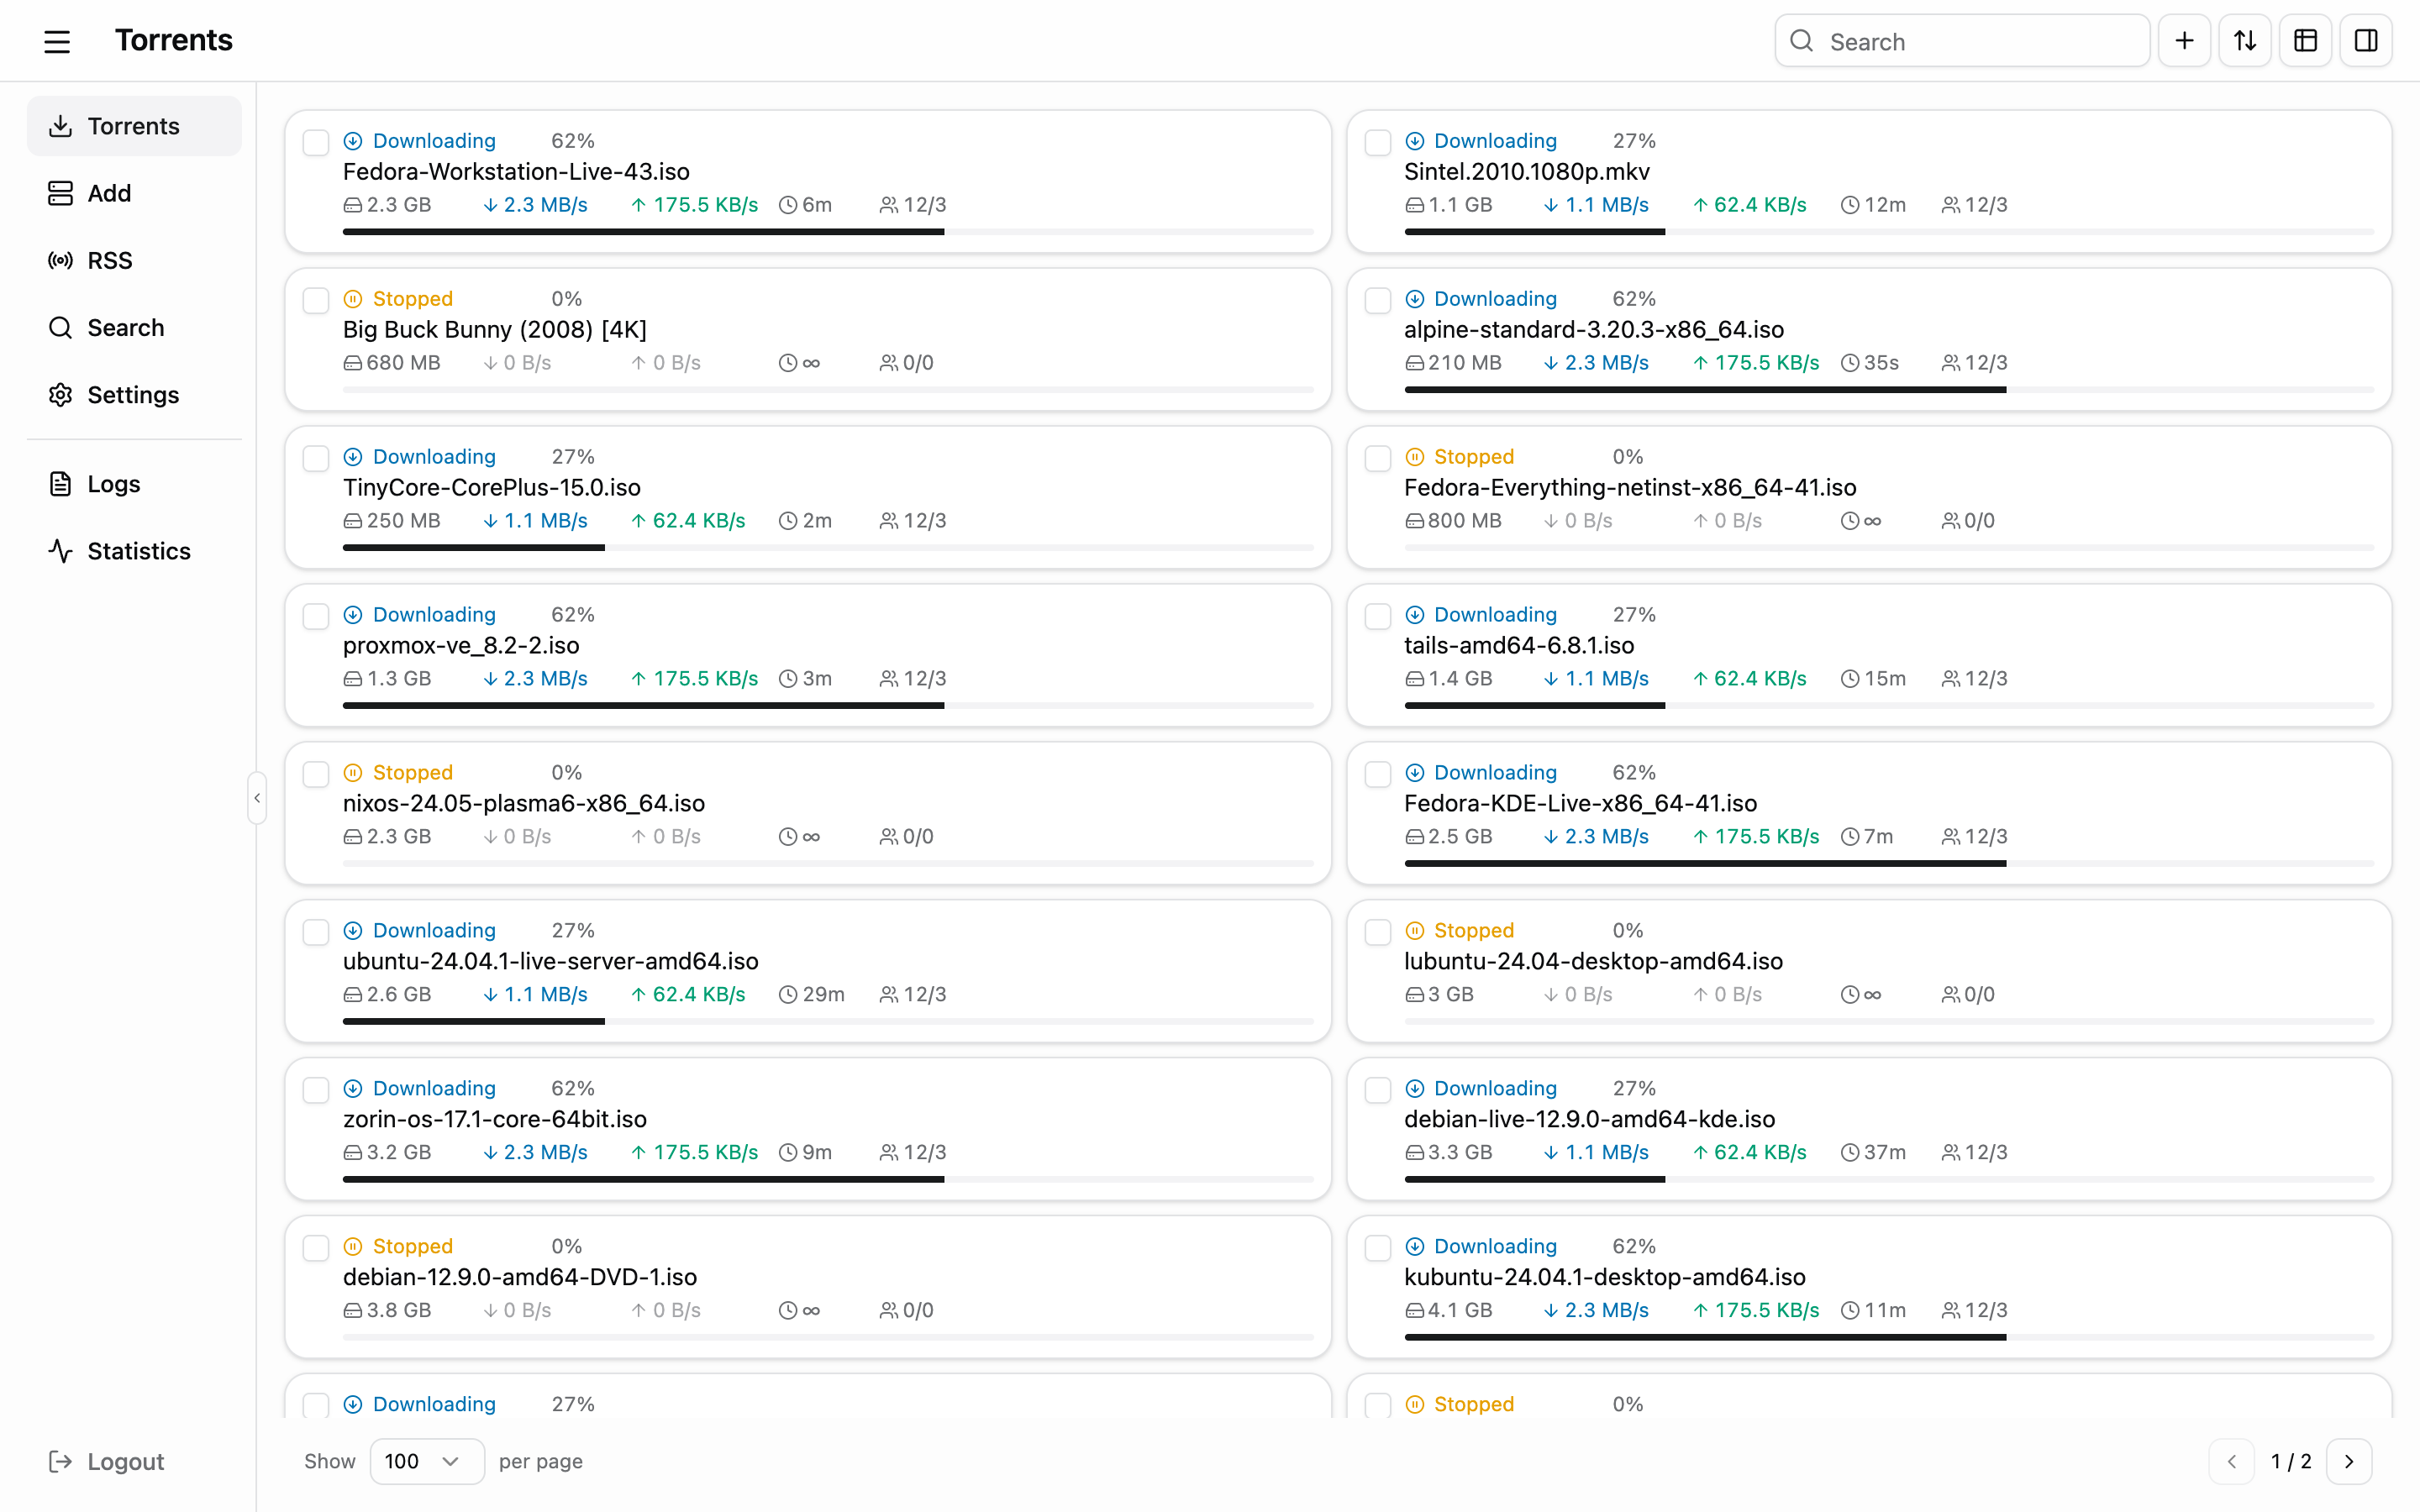 Torrents
Search
Torrents
Add
RSS
Search
Settings
Logs
Statistics
Logout
Downloading 62%
Fedora-Workstation-Live-43.iso
2.3 GB 2.3 MB/s 175.5 KB/s 6m 12/3
Downloading 27%
Sintel.2010.1080p.mkv
1.1 GB 1.1 MB/s 62.4 KB/s 12m 12/3
Stopped 0%
Big Buck Bunny (2008) [4K]
680 MB 0 B/s 0 B/s ∞ 0/0
Downloading 62%
alpine-standard-3.20.3-x86_64.iso
210 MB 2.3 MB/s 175.5 KB/s 35s 12/3
Downloading 27%
TinyCore-CorePlus-15.0.iso
250 MB 1.1 MB/s 62.4 KB/s 2m 12/3
Stopped 0%
Fedora-Everything-netinst-x86_64-41.iso
800 MB 0 B/s 0 B/s ∞ 0/0
Downloading 62%
proxmox-ve_8.2-2.iso
1.3 GB 2.3 MB/s 175.5 KB/s 3m 12/3
Downloading 27%
tails-amd64-6.8.1.iso
1.4 GB 1.1 MB/s 62.4 KB/s 15m 12/3
Stopped 0%
nixos-24.05-plasma6-x86_64.iso
2.3 GB 0 B/s 0 B/s ∞ 0/0
Downloading 62%
Fedora-KDE-Live-x86_64-41.iso
2.5 GB 2.3 MB/s 175.5 KB/s 7m 12/3
Downloading 27%
ubuntu-24.04.1-live-server-amd64.iso
2.6 GB 1.1 MB/s 62.4 KB/s 29m 12/3
Stopped 0%
lubuntu-24.04-desktop-amd64.iso
3 GB 0 B/s 0 B/s ∞ 0/0
Downloading 62%
zorin-os-17.1-core-64bit.iso
3.2 GB 2.3 MB/s 175.5 KB/s 9m 12/3
Downloading 27%
debian-live-12.9.0-amd64-kde.iso
3.3 GB 1.1 MB/s 62.4 KB/s 37m 12/3
Stopped 0%
debian-12.9.0-amd64-DVD-1.iso
3.8 GB 0 B/s 0 B/s ∞ 0/0
Downloading 62%
kubuntu-24.04.1-desktop-amd64.iso
4.1 GB 2.3 MB/s 175.5 KB/s 11m 12/3
Downloading 27%
Stopped 0%
Show 100 per page
1 / 2